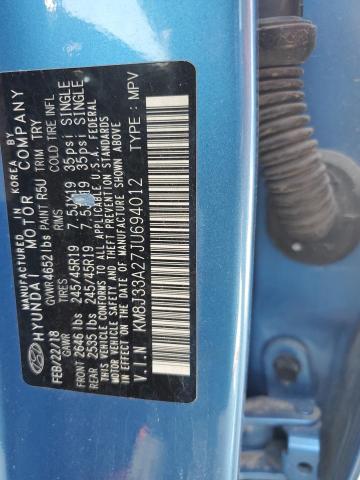 MANUFACTURED BY
IN KOREA
HYUNDAI MOTOR COMPANY
FEB/22/18 GVWR 4652 lbs PAINT R5U TRIM TRY
GAWR TIRES RIMS COLD TIRE INFL
FRONT 2646 lbs 245/45R19 7.5JX19 35psi SINGLE
REAR 2535 lbs 245/45R19 7.5JX19 35psi SINGLE
THIS VEHICLE CONFORMS TO ALL APPLICABLE U.S.A. FEDERAL
MOTOR VEHICLE SAFETY, BUMPER, AND THEFT PREVENTION
STANDARDS IN EFFECT ON THE DATE OF MANUFACTURE SHOWN ABOVE.
V.I.N : KM8J33A27JU694012 TYPE : MPV